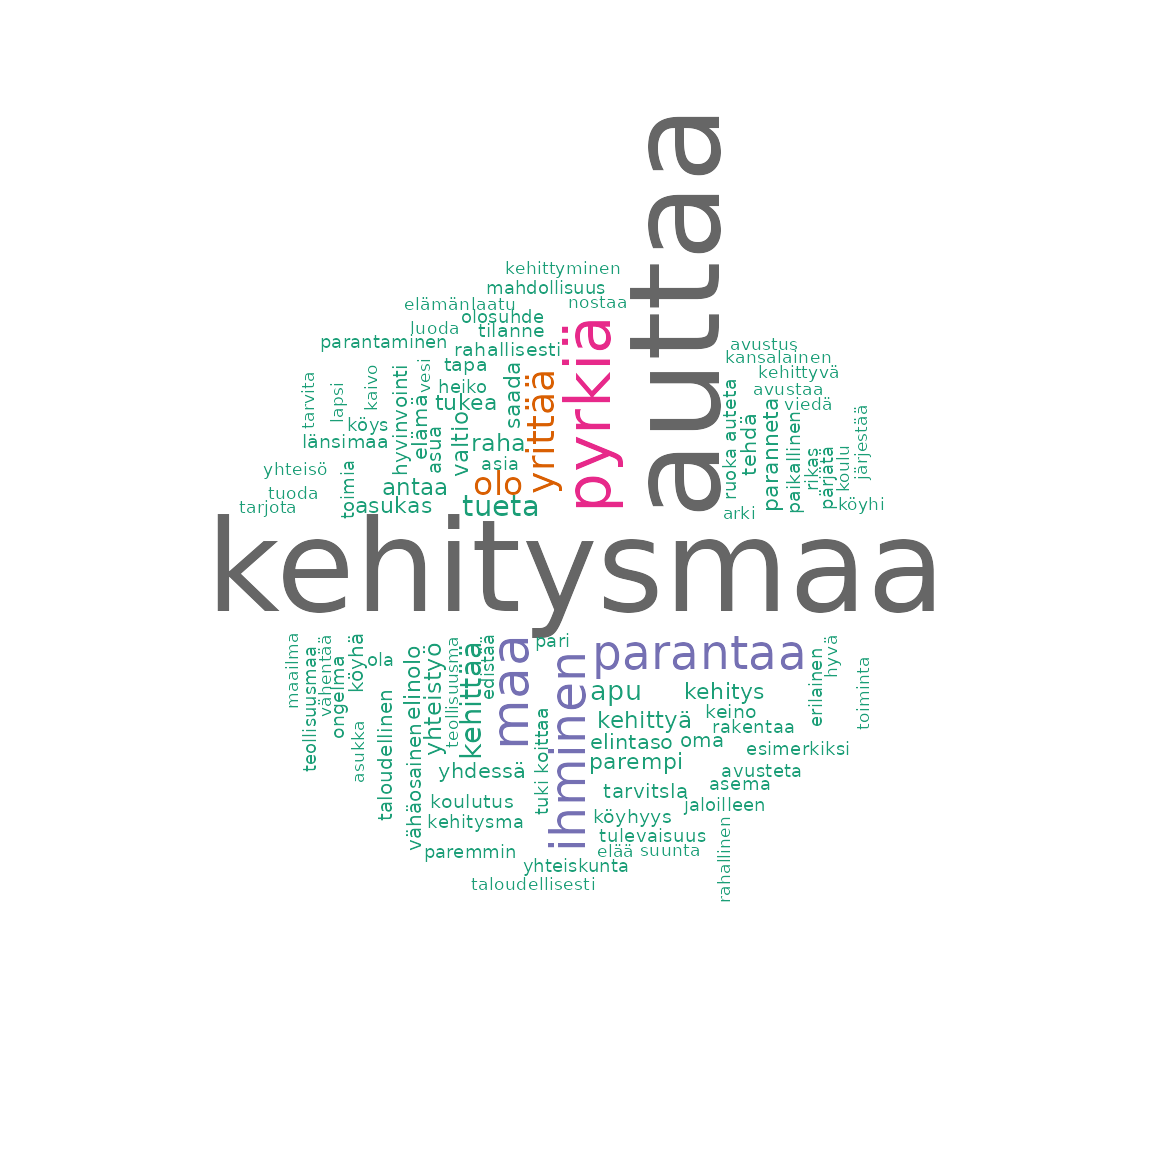 auttaa
kehittyminen
mahdollisuus
elämänlaatu
nostaa
olosuhde
luoda
tilanne
pyrkiä
parantaminen
rahallisesti
avustus
kansalainen
tapa
vesi
saada
kehittyvä
kaivo
hyvinvointi
heiko
yrittää
avustaa
tarvita
lapsi
elämä
tukea
auteta
paranneta
viedä
köys
asua
valtio
tehdä
paikallinen
järjestää
länsimaa
raha
ruoka
rikas
pärjätä
koulu
yhteisö
toimia
asia
tuoda
antaa
olo
tarjota
asukas
tueta
arki
köyhi
kehitysmaa
maailma
vähentää
köyhä
teollisuusma
edistää
pari
hyvä
teollisuusmaa
ongelma
ola
elinolo
yhteistyö
kehittää
maa
ihminen
parantaa
erilainen
toiminta
asukka
taloudellinen
vähäosainen
apu
kehitys
koittaa
kehittyä
keino
rakentaa
elintaso
oma
esimerkiksi
yhdessä
tuki
parempi
avusteta
asema
koulutus
tarvitsla
jaloilleen
kehitysma
köyhyys
tulevaisuus
rahallinen
paremmin
elää
suunta
yhteiskunta
taloudellisesti